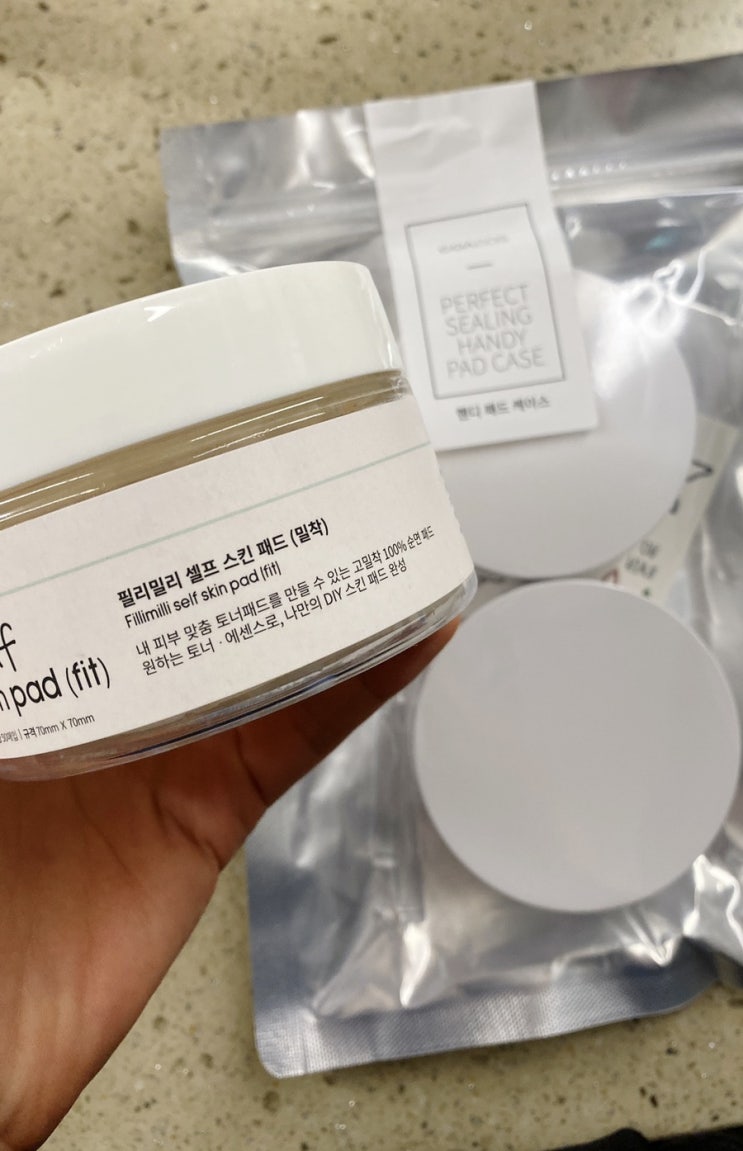 PERFECT
SEALING
HANDY
PAD CASE
핸디 패드 케이스
필리밀리 셀프 스킨 패드 (밀착)
Fillimilli self skin pad (fit)
내 피부 맞춤 토너패드를 만들 수 있는 고밀착 100% 순면 패드
원하는 토너 · 에센스로, 나만의 DIY 스킨 패드 완성
pad (fit)
규격 70mm X 70mm